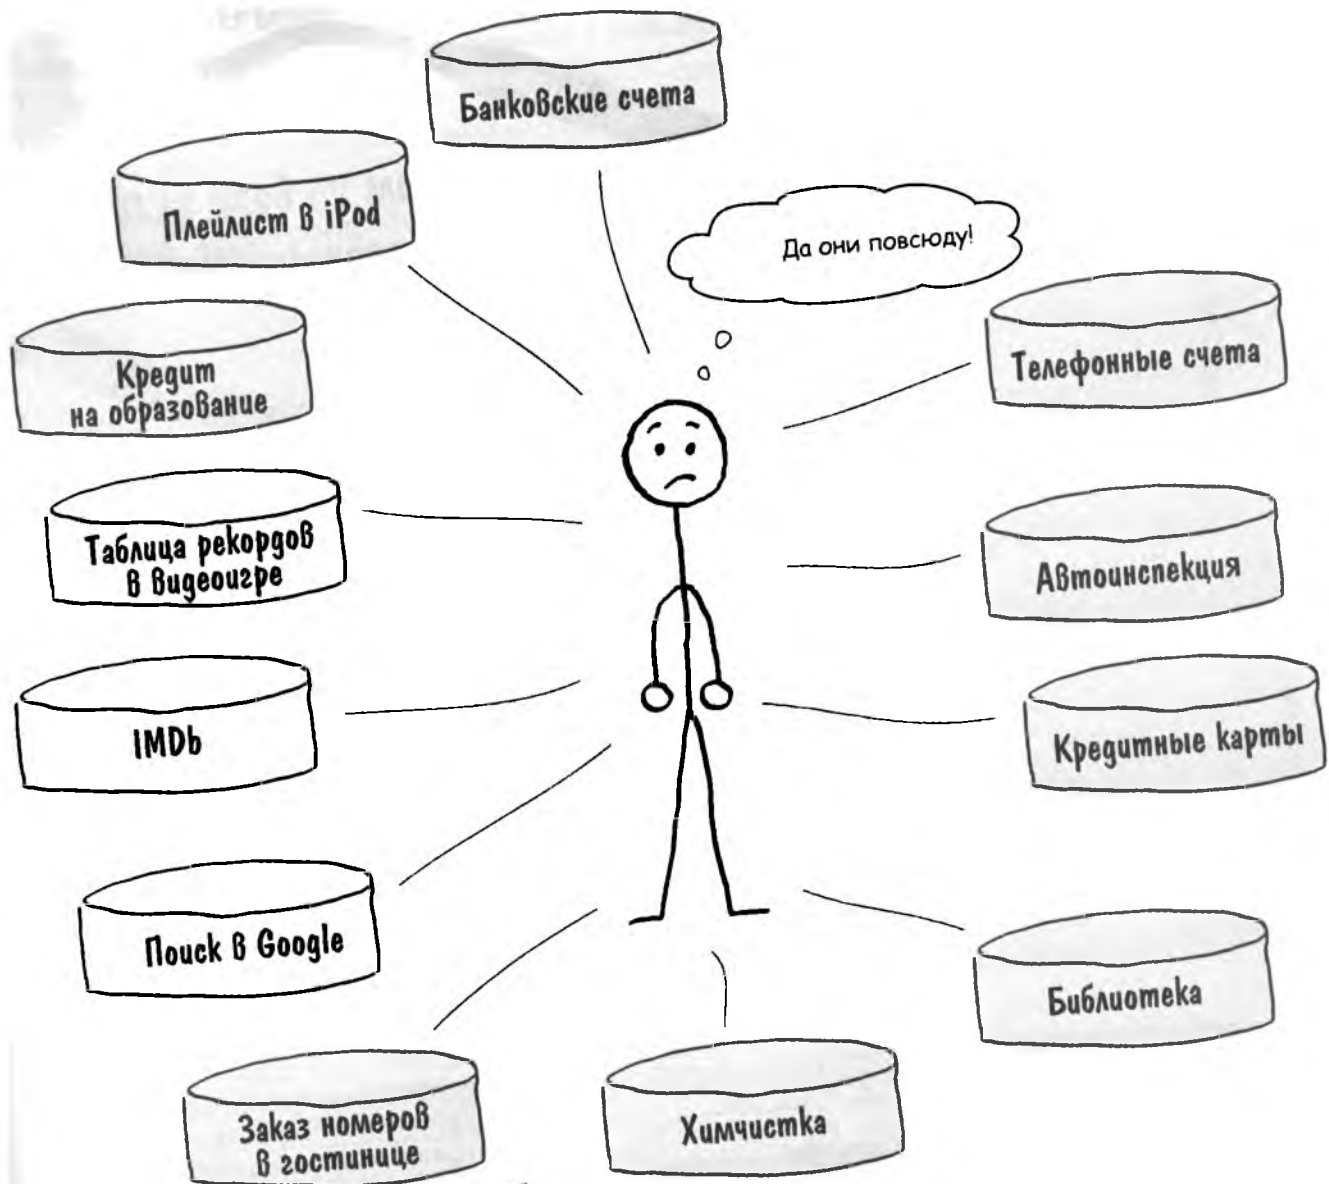 Банковские счета
Плейлист в iPod
Да они повсюду!
Телефонные счета
Кредит
на образование
Таблица рекордов
в видеоигре
Автоинспекция
IMDb
Кредитные карты
Поиск в Google
Библиотека
Заказ номеров
в гостинице
Химчистка